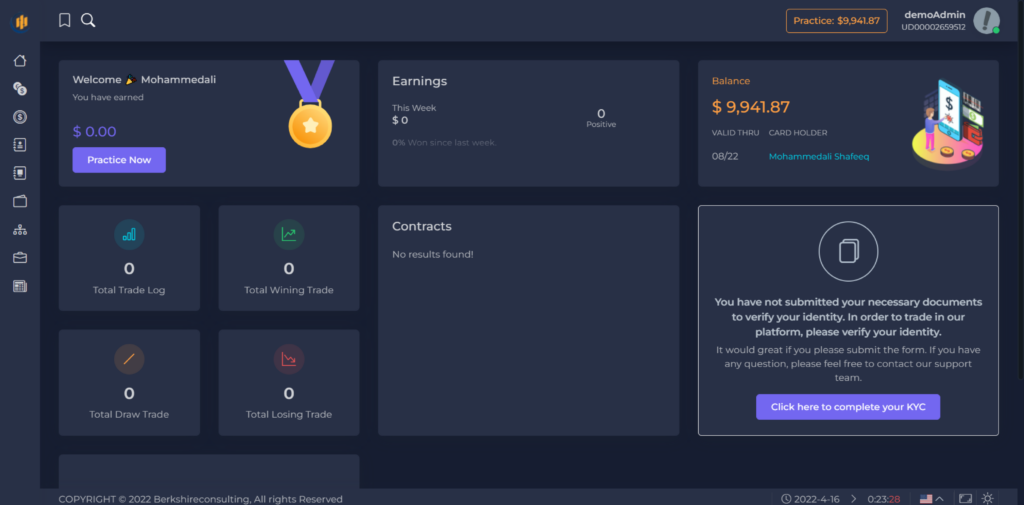 Practice: $9,941.87
demoAdmin
UD00002659512
Welcome Mohammedali
You have earned
$ 0.00
Practice Now
Earnings
This Week
$ 0
0
Positive
0% Won since last week.
Balance
$ 9,941.87
VALID THRU CARD HOLDER
08/22 Mohammedali Shafeeq
0
Total Trade Log
0
Total Wining Trade
Contracts
No results found!
You have not submitted your necessary documents
to verify your identity. In order to trade in our
platform, please verify your identity.
It would great if you please submit the form. If you have
any question, please feel free to contact our support
team.
Click here to complete your KYC
0
Total Draw Trade
0
Total Losing Trade
COPYRIGHT © 2022 Berkshireconsulting, All rights Reserved
2022-4-16 0:23:28